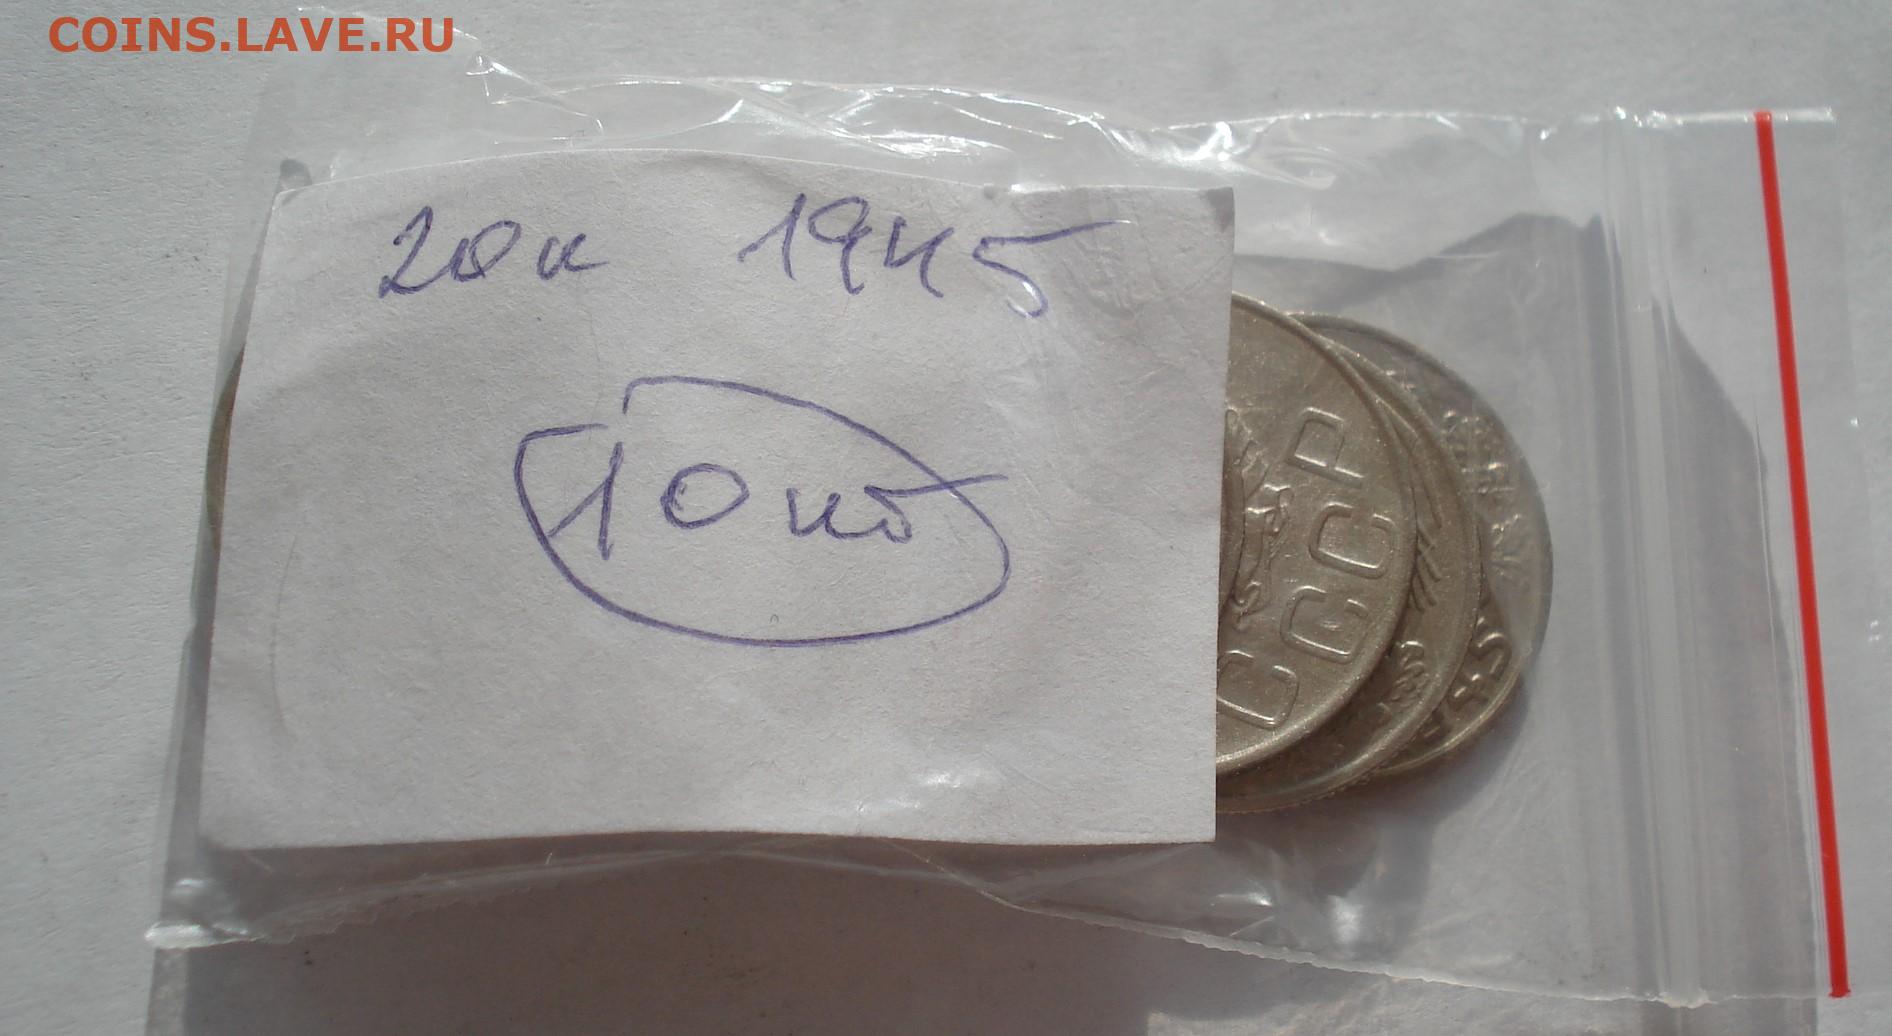 COINS.LAVE.RU
20к 1945
10шт
СССР